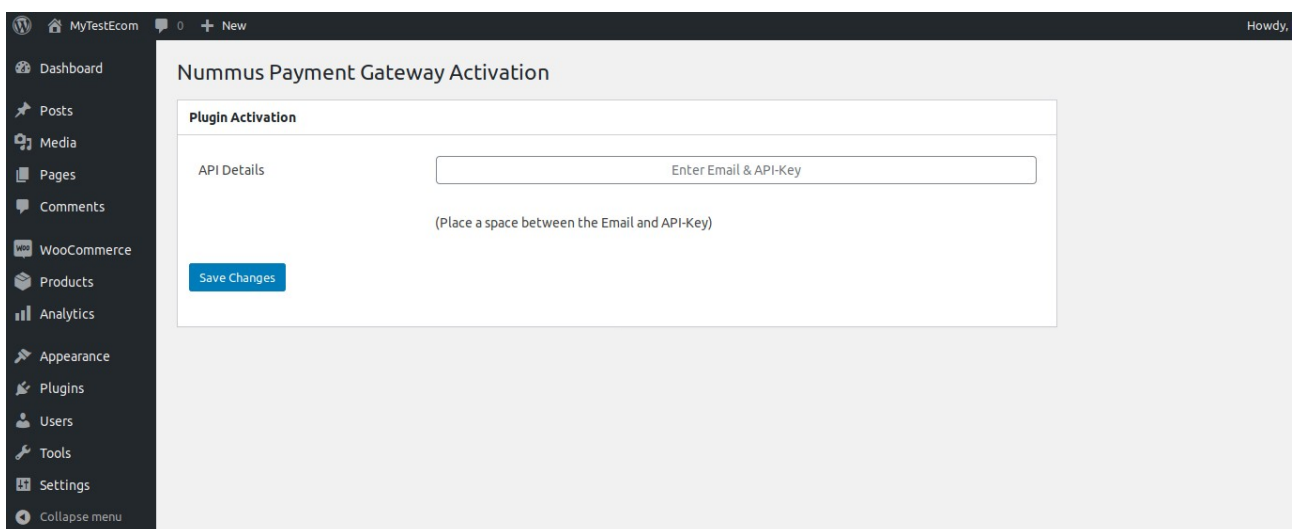 MyTestEcom 0 + New Howdy,
Dashboard
Nummus Payment Gateway Activation
Posts
Plugin Activation
Media
Pages
API Details Enter Email & API-Key
Comments
(Place a space between the Email and API-Key)
WooCommerce
Products
Save Changes
Analytics
Appearance
Plugins
Users
Tools
Settings
Collapse menu